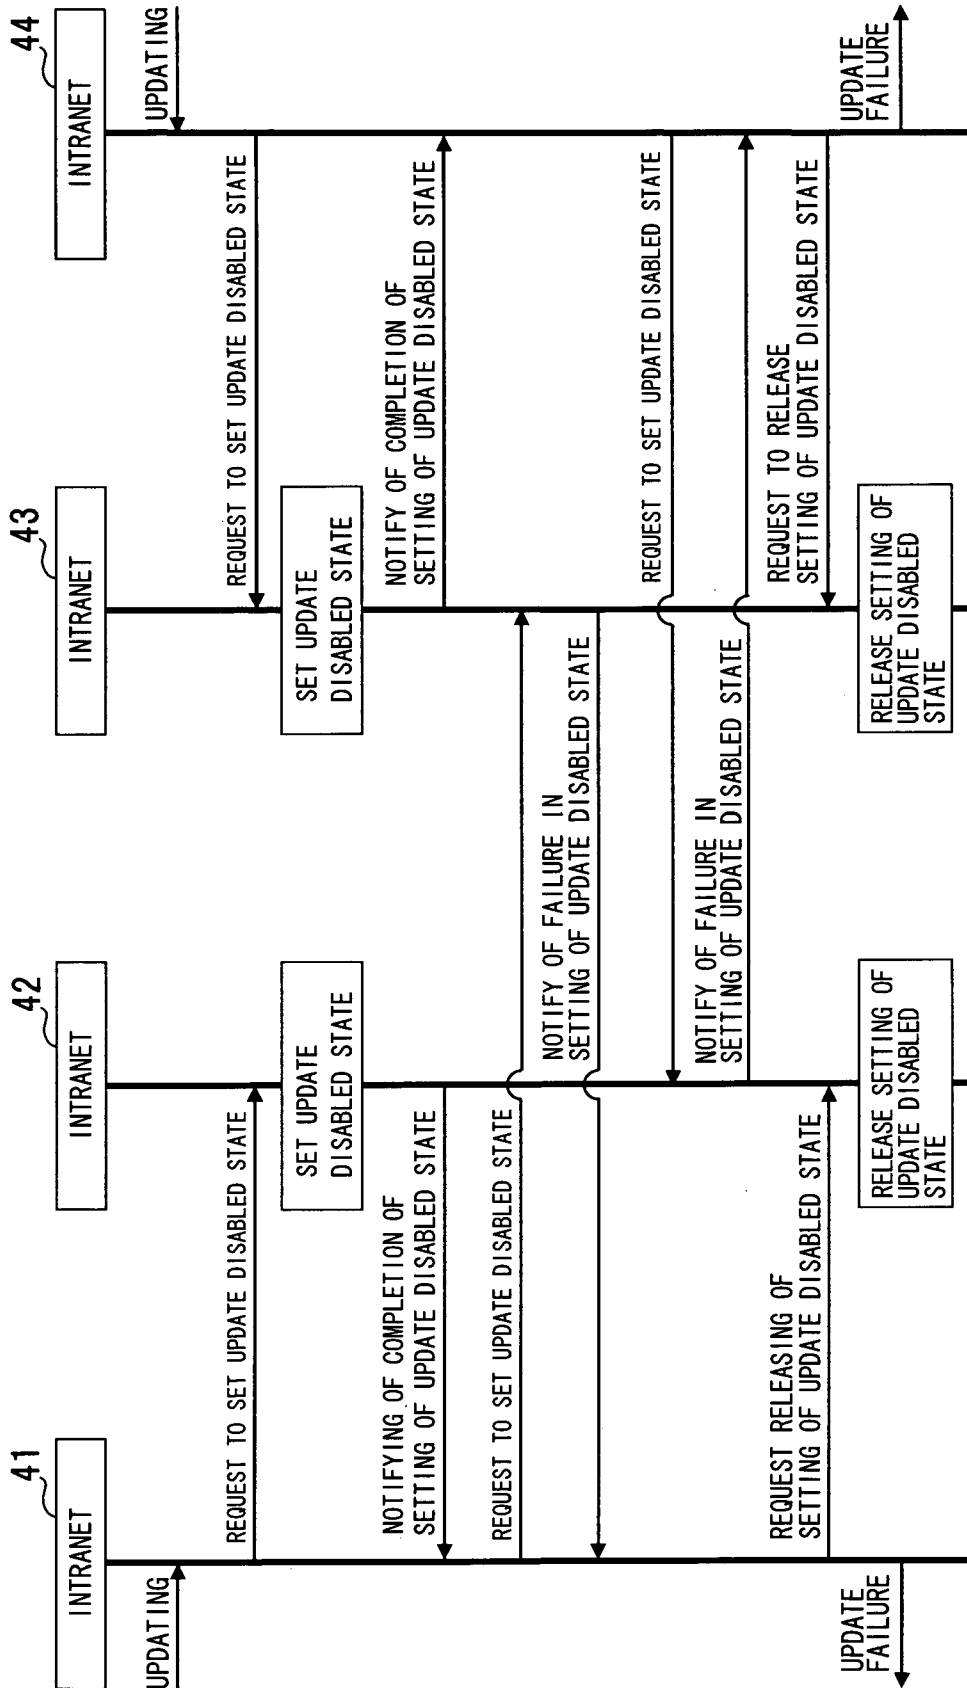 41
42
43
44
INTRANET
INTRANET
INTRANET
INTRANET
UPDATING
UPDATING
REQUEST TO SET UPDATE DISABLED STATE
REQUEST TO SET UPDATE DISABLED STATE
SET UPDATE
DISABLED STATE
SET UPDATE
DISABLED STATE
NOTIFYING OF COMPLETION OF
SETTING OF UPDATE DISABLED STATE
NOTIFY OF COMPLETION OF
SETTING OF UPDATE DISABLED STATE
REQUEST TO SET UPDATE DISABLED STATE
NOTIFY OF FAILURE IN
SETTING OF UPDATE DISABLED STATE
REQUEST TO SET UPDATE DISABLED STATE
NOTIFY OF FAILURE IN
SETTING OF UPDATE DISABLED STATE
REQUEST RELEASING OF
SETTING OF UPDATE DISABLED STATE
REQUEST TO RELEASE
SETTING OF UPDATE DISABLED STATE
UPDATE
FAILURE
RELEASE SETTING OF
UPDATE DISABLED
STATE
RELEASE SETTING OF
UPDATE DISABLED
STATE
UPDATE
FAILURE